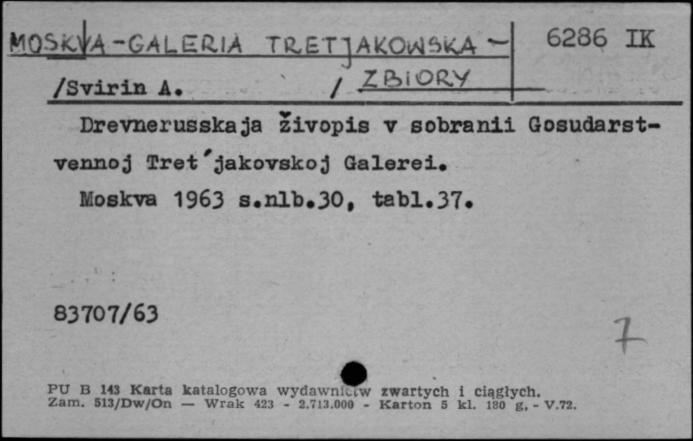 MOSKVA-GALERIA TRETJAKOWSKA - 6286 IK
/Svirin A. / ZBIORY
Drevnerusskaja živopis v sobranii Gosudarst-
vennoj Tret´jakovskoj Galerei.
Moskva 1963 s.nlb.30, tabl.37.
83707/63
7
PU B 143 Karta katalogowa wydawnictw zwartych i ciągłych.
Zam. 513/Dw/On — Wrak 423 - 2.713.000 - Karton 5 kl. 180 g. - V.72.